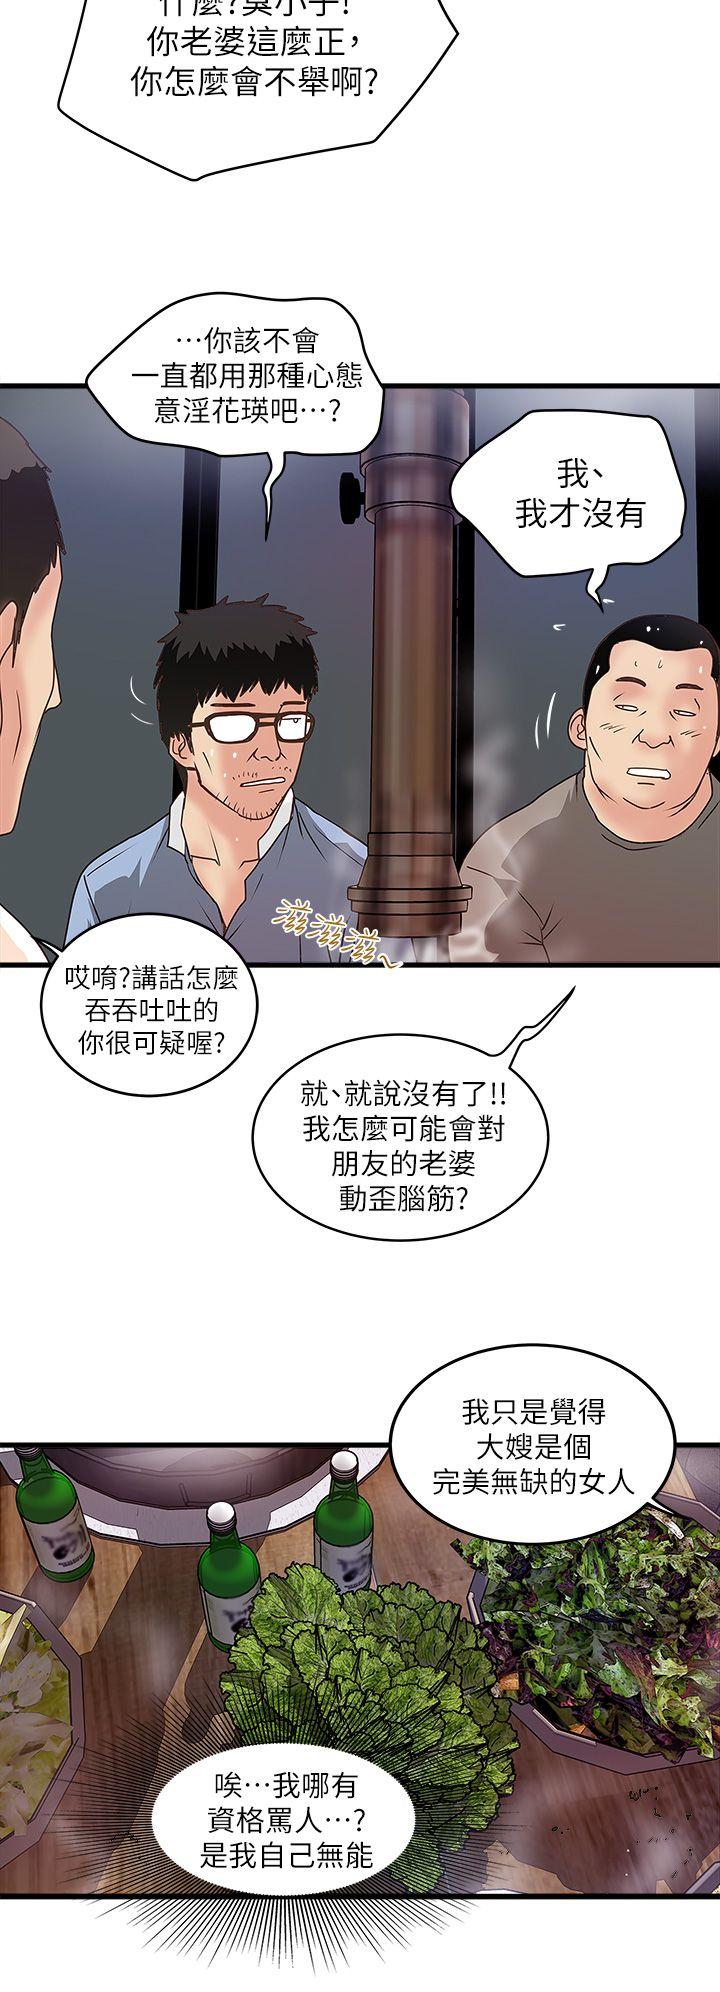 什麼?吳小子!
你老婆這麼正，
你怎麼會不舉啊?
…你該不會
一直都用那種心態
意淫花瑛吧…?
我、
我才沒有
滋滋滋~
哎唷?講話怎麼
吞吞吐吐的
你很可疑喔?
就、就說沒有了!!
我怎麼可能會對
朋友的老婆
動歪腦筋?
我只是覺得
大嫂是個
完美無缺的女人
唉…我哪有
資格罵人…?
是我自己無能